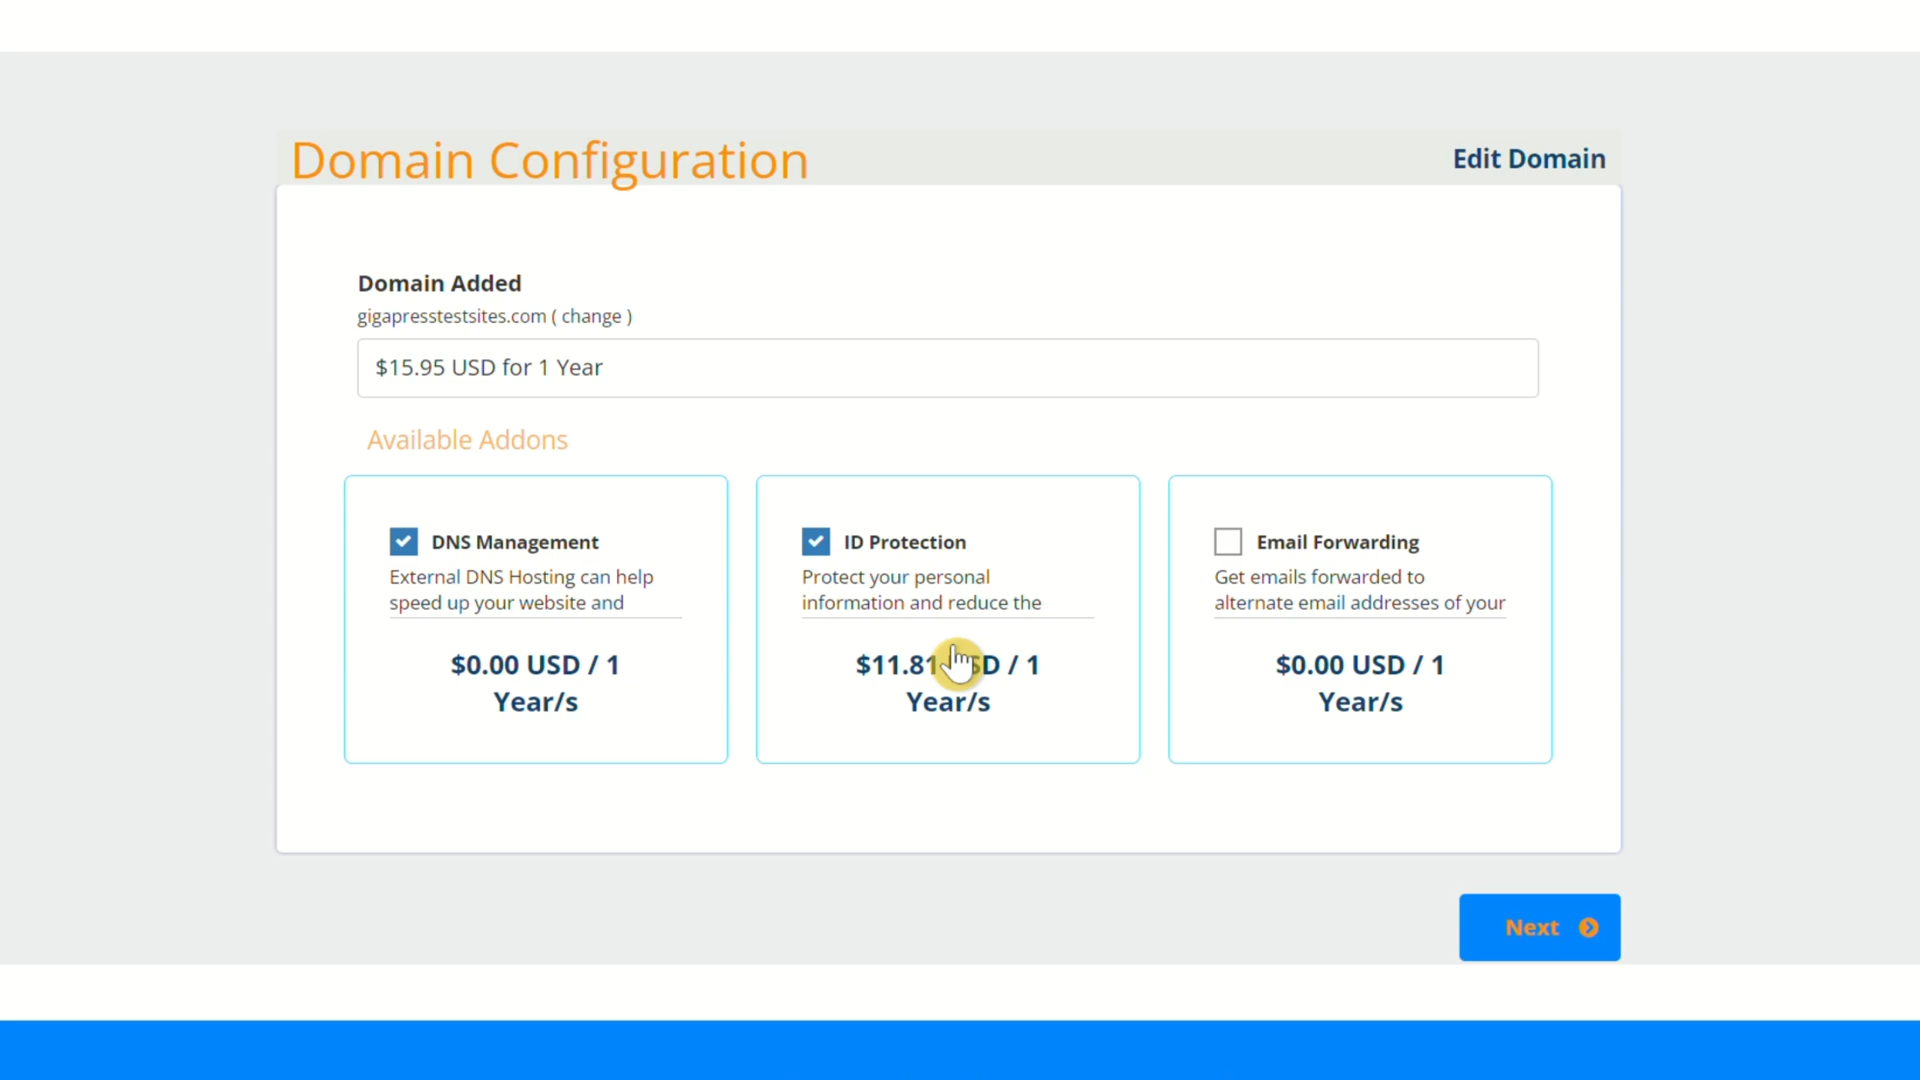 Domain Configuration
Edit Domain
Domain Added
gigapresstestsites.com ( change )
$15.95 USD for 1 Year
Available Addons
DNS Management
External DNS Hosting can help
speed up your website and
$0.00 USD / 1
Year/s
ID Protection
Protect your personal
information and reduce the
$11.81 USD / 1
Year/s
Email Forwarding
Get emails forwarded to
alternate email addresses of your
$0.00 USD / 1
Year/s
Next